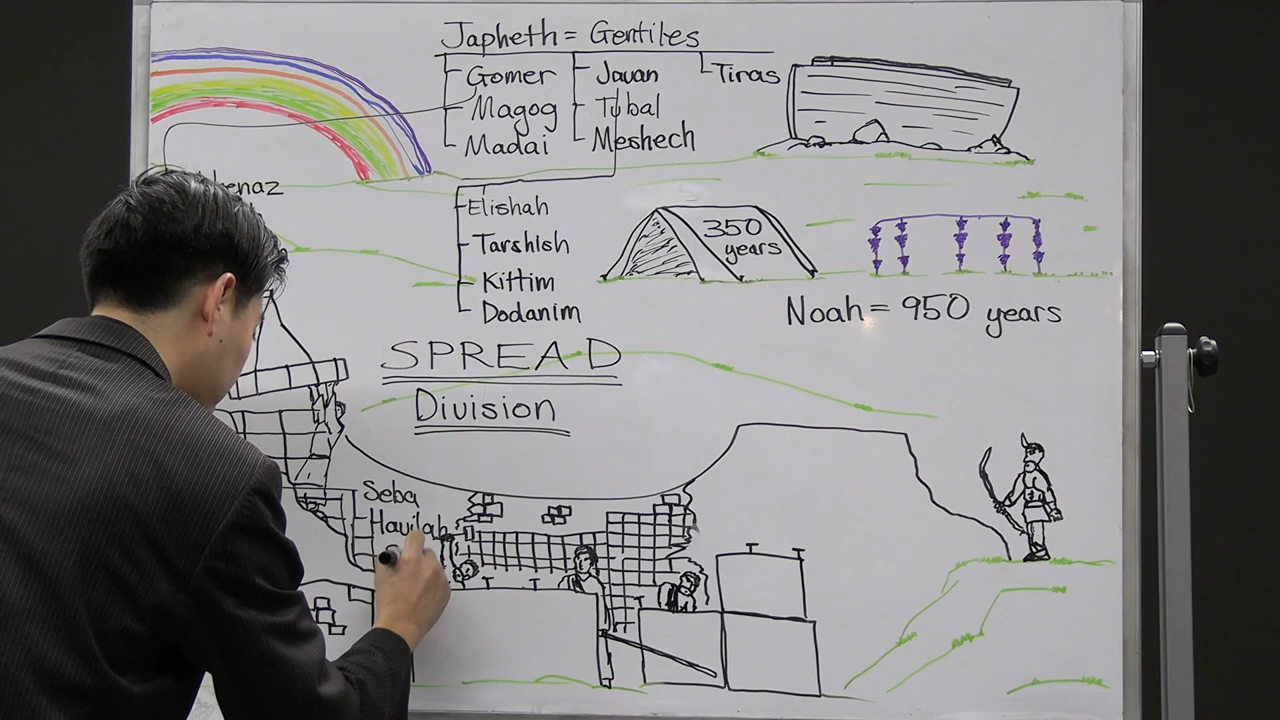 Japheth = Gentiles
Gomer
Magog
Madai
Javan
Tubal
Meshech
Tiras
Elishah
Tarshish
Kittim
Dodanim
350
years
Noah = 950 years
SPREAD
Division
Seba
Havilah